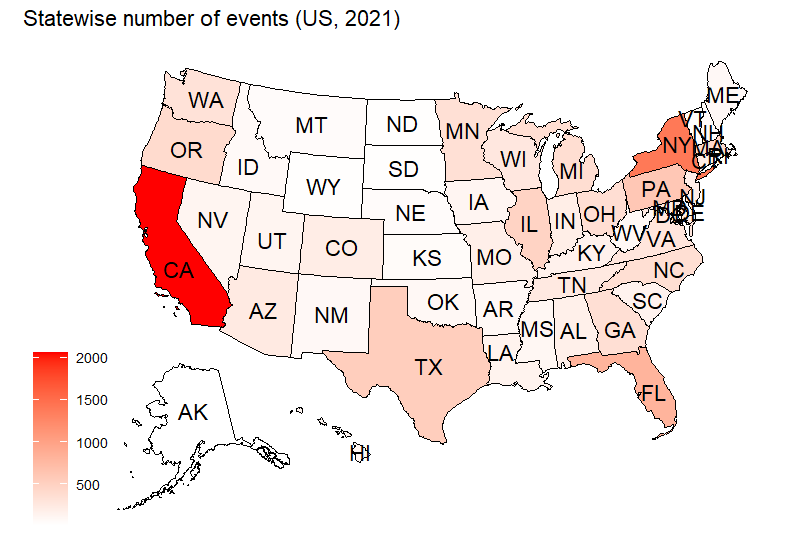 Statewise number of events (US, 2021)
ME
WA
VT
MT
ND
MN
NH
OR
NY
MA
WI
ID
SD
MI
CT
RI
WY
PA
IA
NJ
NE
OH
MD
NV
IL
IN
DC
DE
UT
CO
WV
VA
KS
MO
KY
CA
NC
TN
OK
AZ
NM
AR
SC
MS
AL
GA
LA
2000
TX
1500
FL
AK
1000
HI
500